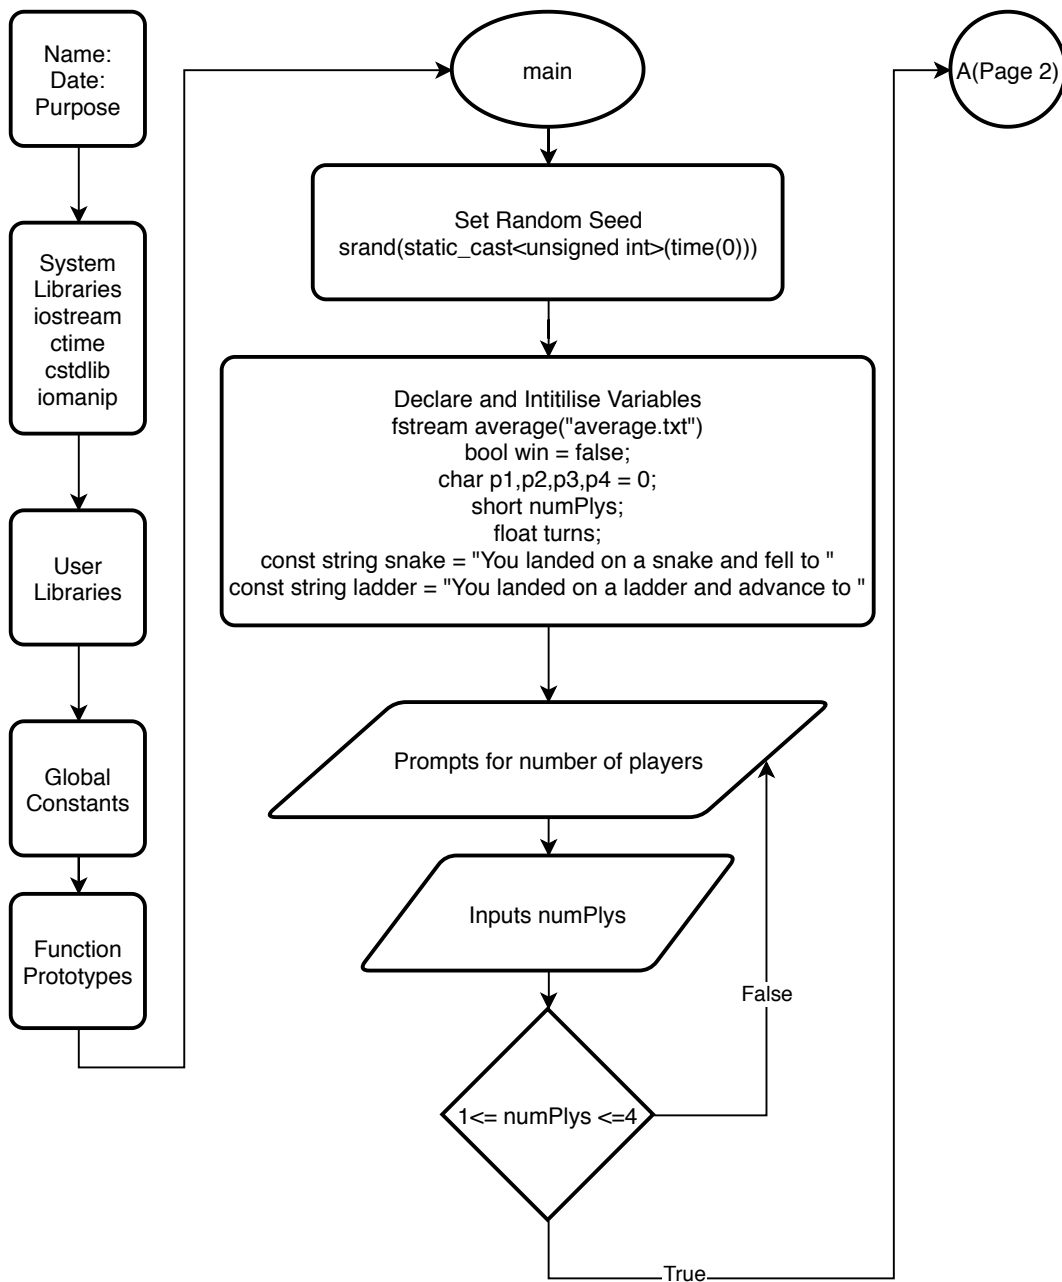 Name:
Date:
Purpose
System
Libraries
iostream
ctime
cstdlib
iomanip
User
Libraries
Global
Constants
Function
Prototypes
main
Set Random Seed
srand(static_cast<unsigned int>(time(0)))
Declare and Intitilise Variables
fstream average("average.txt")
bool win = false;
char p1,p2,p3,p4 = 0;
short numPlys;
float turns;
const string snake = "You landed on a snake and fell to "
const string ladder = "You landed on a ladder and advance to "
Prompts for number of players
Inputs numPlys
1<= numPlys <=4
False
True
A(Page 2)